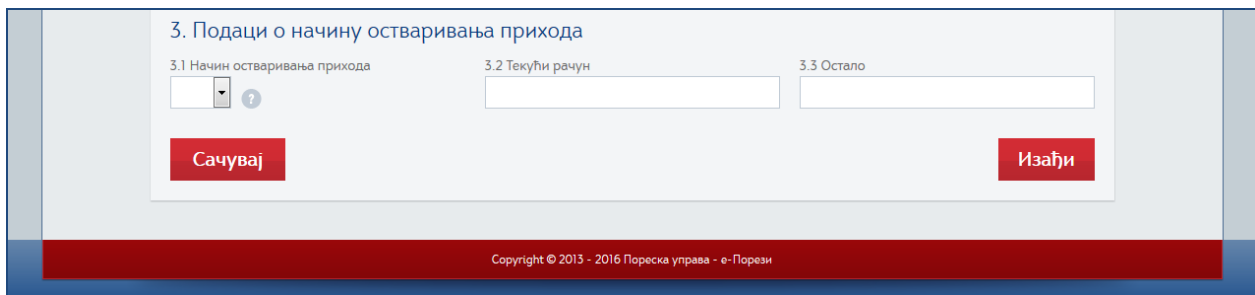 3. Подаци о начину остваривања прихода
3.1 Начин остваривања прихода 3.2 Текући рачун 3.3 Остало
?
Сачувај Изађи
Copyright © 2013 - 2016 Пореска управа - е-Порези